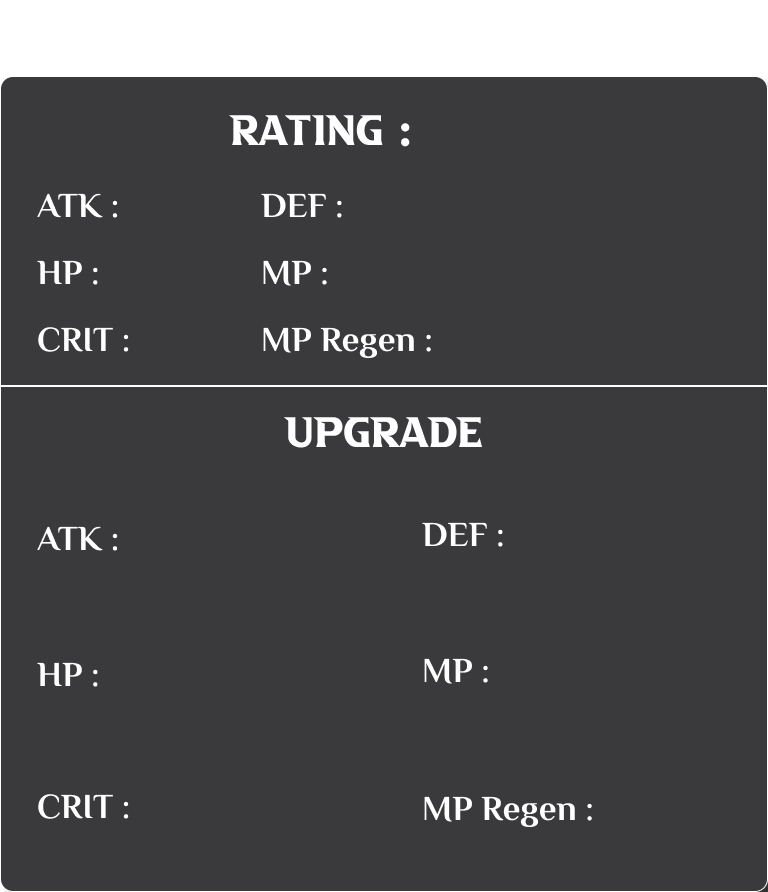 RATING :
ATK : DEF :
HP : MP :
CRIT : MP Regen :
UPGRADE
ATK : DEF :
HP : MP :
CRIT : MP Regen :